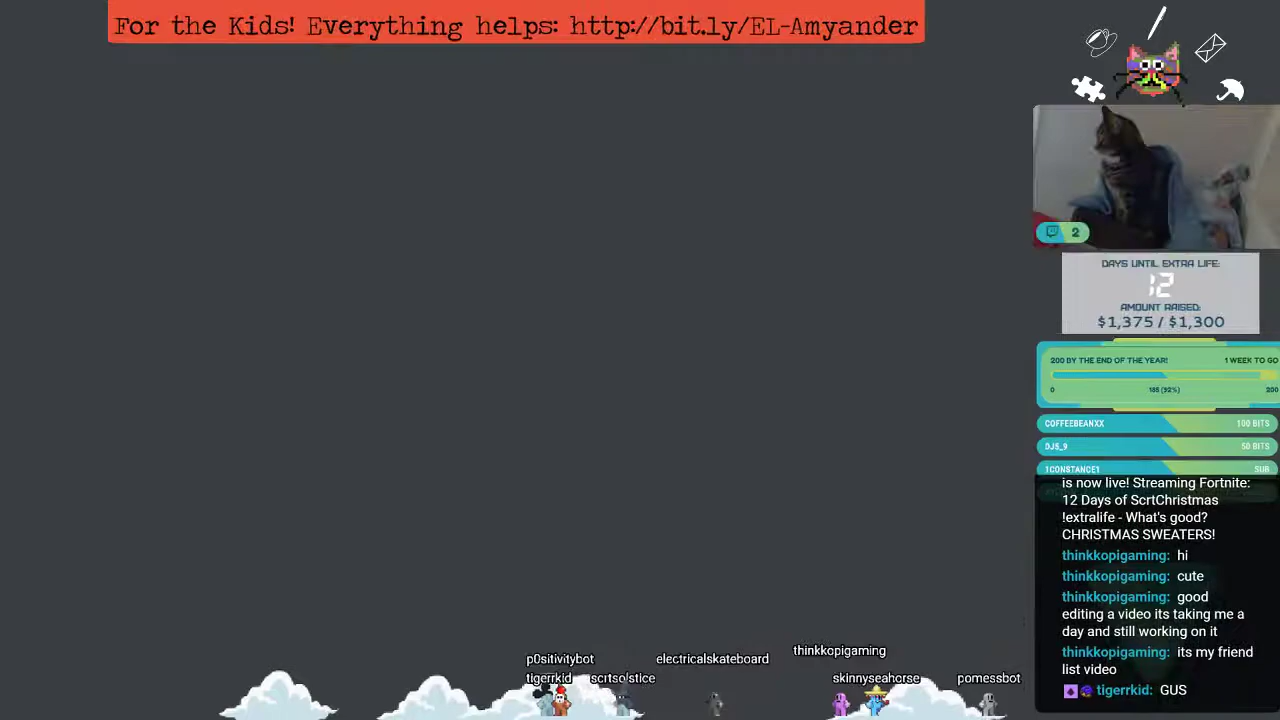 For the Kids! Everything helps: http://bit.ly/EL-Amyander
2
DAYS UNTIL EXTRA LIFE:
12
AMOUNT RAISED:
$1,375 / $1,300
200 BY THE END OF THE YEAR! 1 WEEK TO GO
0 185 (92%) 200
COFFEEBEANXX 100 BITS
DJS_9 50 BITS
1CONSTANCE1 SUB
is now live! Streaming Fortnite:
12 Days of ScrtChristmas
!extralife - What's good?
CHRISTMAS SWEATERS!
thinkkopigaming: hi
thinkkopigaming: cute
thinkkopigaming: good
editing a video its taking me a
day and still working on it
thinkkopigaming: its my friend
list video
tigerrkid: GUS
thinkkopigaming
p0sitivitybot electricalskateboard
tigerrkid scrtsolstice skinnyseahorse pomessbot